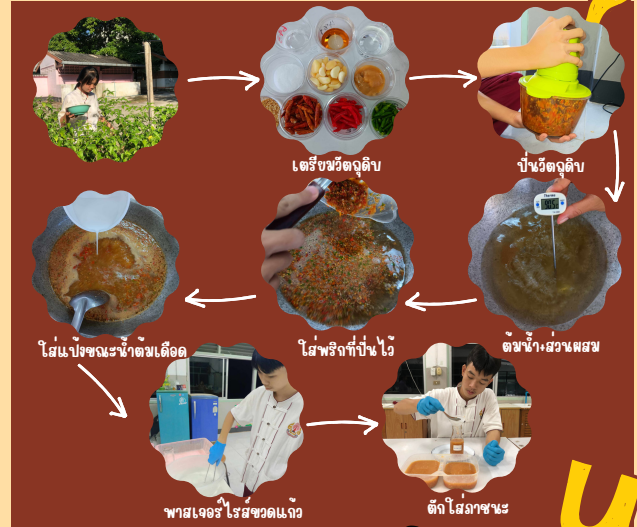 เตรียมวัตถุดิบ
ปั่นวัตถุดิบ
ต้มน้ำ+ส่วนผสม
ใส่พริกที่ปั่นไว้
ใส่แป้งขณะน้ำต้มเดือด
พาสเจอร์ไรส์ขวดแก้ว
ตักใส่ภาชนะ